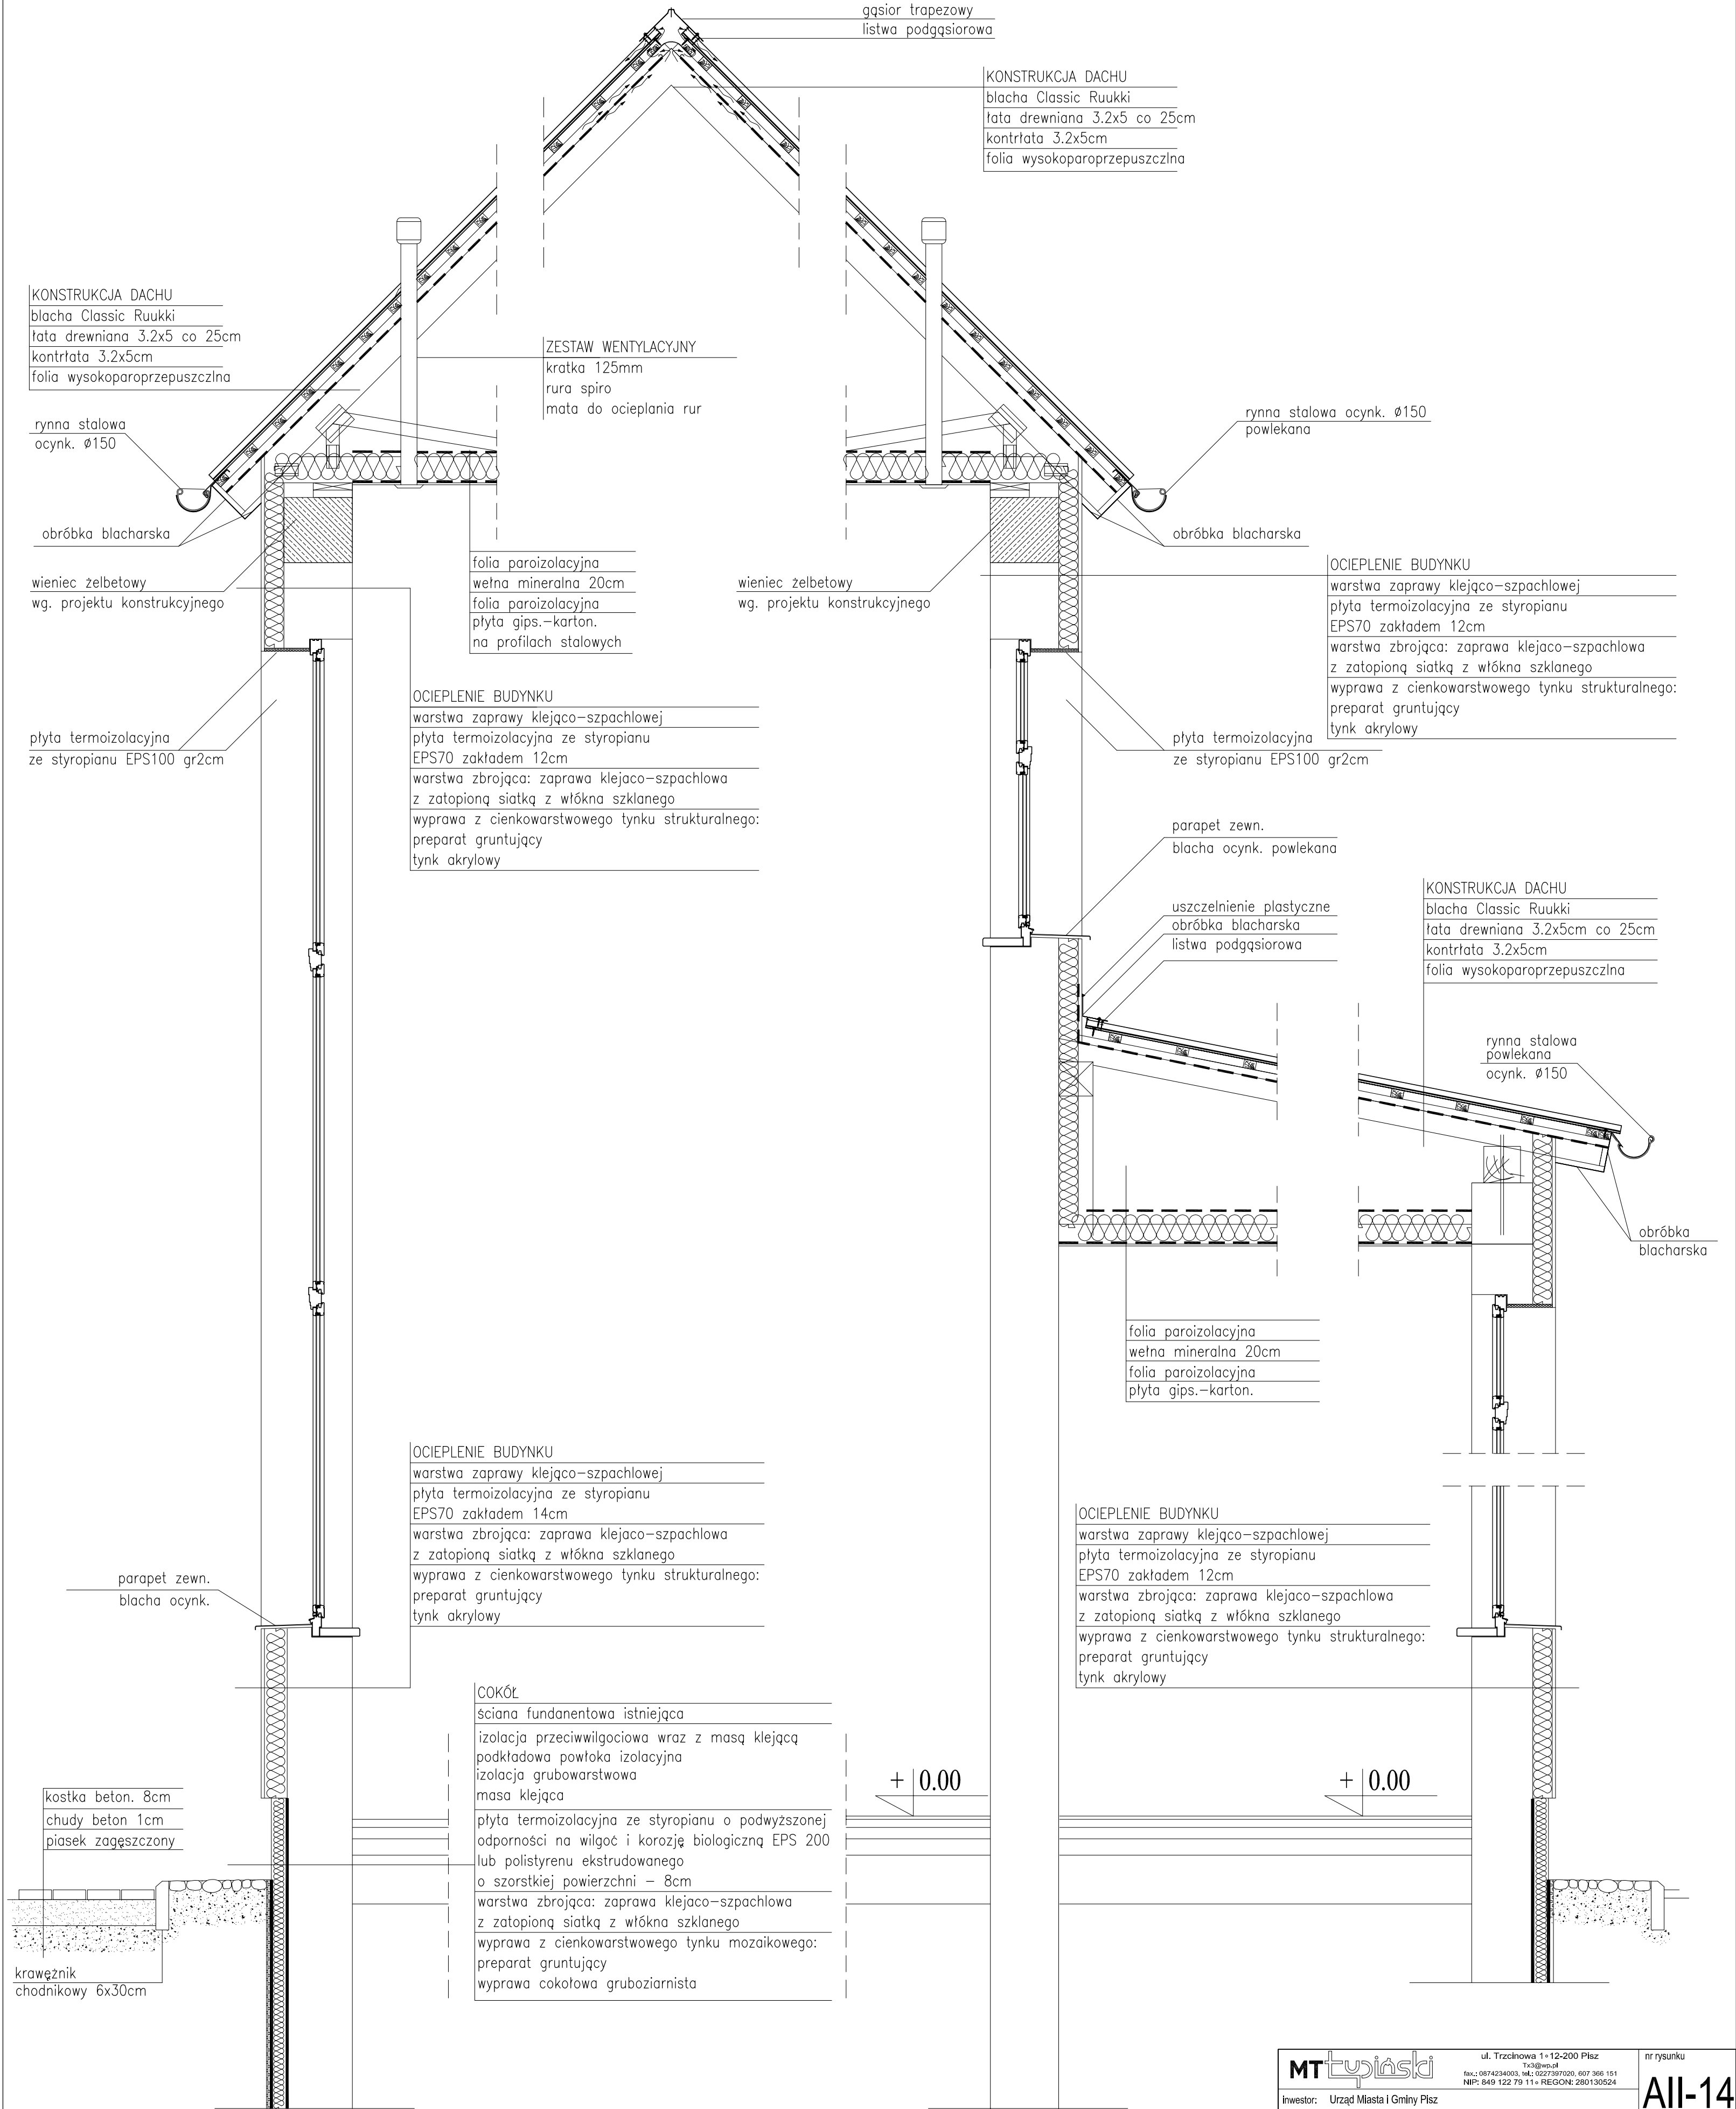 gąsior trapezowy
listwa podgąsiorowa
KONSTRUKCJA DACHU
blacha Classic Ruukki
łata drewniana 3.2x5 co 25cm
kontrłata 3.2x5cm
folia wysokoparoprzepuszczlna
KONSTRUKCJA DACHU
blacha Classic Ruukki
łata drewniana 3.2x5 co 25cm
kontrłata 3.2x5cm
folia wysokoparoprzepuszczlna
ZESTAW WENTYLACYJNY
kratka 125mm
rura spiro
mata do ocieplania rur
rynna stalowa
ocynk. ø150
rynna stalowa ocynk. ø150
powlekana
obróbka blacharska
obróbka blacharska
wieniec żelbetowy
wg. projektu konstrukcyjnego
folia paroizolacyjna
wełna mineralna 20cm
folia paroizolacyjna
płyta gips.-karton.
na profilach stalowych
wieniec żelbetowy
wg. projektu konstrukcyjnego
OCIEPLENIE BUDYNKU
warstwa zaprawy klejąco-szpachlowej
płyta termoizolacyjna ze styropianu
EPS70 zakładem 12cm
warstwa zbrojąca: zaprawa klejaco-szpachlowa
z zatopioną siatką z włókna szklanego
wyprawa z cienkowarstwowego tynku strukturalnego:
preparat gruntujący
tynk akrylowy
płyta termoizolacyjna
ze styropianu EPS100 gr2cm
OCIEPLENIE BUDYNKU
warstwa zaprawy klejąco-szpachlowej
płyta termoizolacyjna ze styropianu
EPS70 zakładem 12cm
warstwa zbrojąca: zaprawa klejaco-szpachlowa
z zatopioną siatką z włókna szklanego
wyprawa z cienkowarstwowego tynku strukturalnego:
preparat gruntujący
tynk akrylowy
płyta termoizolacyjna
ze styropianu EPS100 gr2cm
parapet zewn.
blacha ocynk. powlekana
uszczelnienie plastyczne
obróbka blacharska
listwa podgąsiorowa
KONSTRUKCJA DACHU
blacha Classic Ruukki
łata drewniana 3.2x5cm co 25cm
kontrłata 3.2x5cm
folia wysokoparoprzepuszczlna
rynna stalowa
powlekana
ocynk. ø150
obróbka
blacharska
folia paroizolacyjna
wełna mineralna 20cm
folia paroizolacyjna
płyta gips.-karton.
OCIEPLENIE BUDYNKU
warstwa zaprawy klejąco-szpachlowej
płyta termoizolacyjna ze styropianu
EPS70 zakładem 14cm
warstwa zbrojąca: zaprawa klejaco-szpachlowa
z zatopioną siatką z włókna szklanego
wyprawa z cienkowarstwowego tynku strukturalnego:
preparat gruntujący
tynk akrylowy
OCIEPLENIE BUDYNKU
warstwa zaprawy klejąco-szpachlowej
płyta termoizolacyjna ze styropianu
EPS70 zakładem 12cm
warstwa zbrojąca: zaprawa klejaco-szpachlowa
z zatopioną siatką z włókna szklanego
wyprawa z cienkowarstwowego tynku strukturalnego:
preparat gruntujący
tynk akrylowy
parapet zewn.
blacha ocynk.
COKÓŁ
ściana fundanentowa istniejąca
izolacja przeciwwilgociowa wraz z masą klejącą
podkładowa powłoka izolacyjna
izolacja grubowarstwowa
masa klejąca
płyta termoizolacyjna ze styropianu o podwyższonej
odporności na wilgoć i korozję biologiczną EPS 200
lub polistyrenu ekstrudowanego
o szorstkiej powierzchni - 8cm
warstwa zbrojąca: zaprawa klejaco-szpachlowa
z zatopioną siatką z włókna szklanego
wyprawa z cienkowarstwowego tynku mozaikowego:
preparat gruntujący
wyprawa cokołowa gruboziarnista
+ 0.00
+ 0.00
kostka beton. 8cm
chudy beton 1cm
piasek zagęszczony
krawężnik
chodnikowy 6x30cm
MT Łupiński
ul. Trzcinowa 1 • 12-200 Pisz
Tx3@wp.pl
fax.: 0874234003, tel.: 0227397020, 607 366 151
NIP: 849 122 79 11 • REGON: 280130524
nr rysunku
AII-14
inwestor: Urząd Miasta i Gminy Pisz